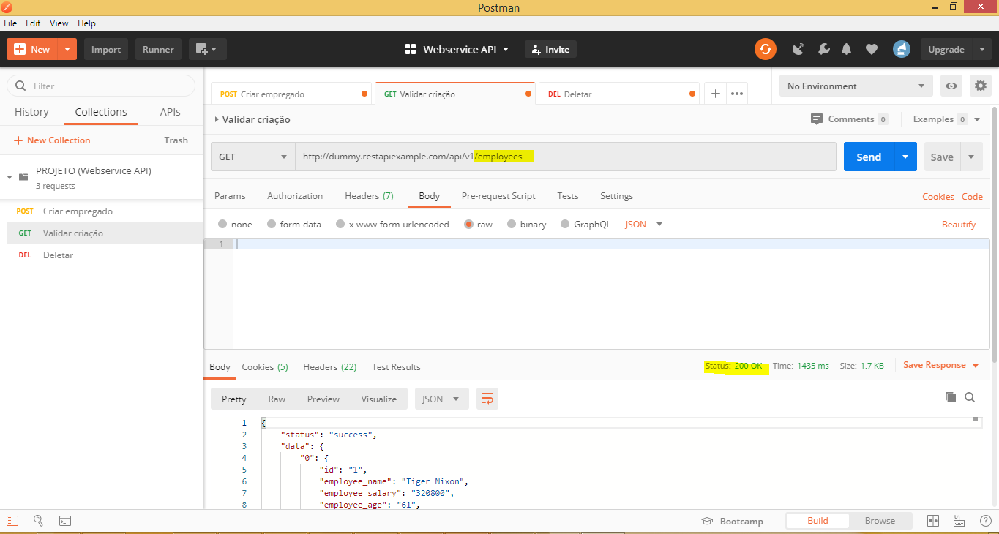 Postman
File Edit View Help
New Import Runner Webservice API Invite Upgrade
Filter
History Collections APIs
New Collection Trash
PROJETO (Webservice API)
3 requests
POST Criar empregado
GET Validar criação
DEL Deletar
POST Criar empregado GET Validar criação DEL Deletar No Environment
Validar criação Comments 0 Examples 0
GET http://dummy.restapiexample.com/api/v1/employees Send Save
Params Authorization Headers (7) Body Pre-request Script Tests Settings Cookies Code
none form-data x-www-form-urlencoded raw binary GraphQL JSON Beautify
1
Body Cookies (5) Headers (22) Test Results Status: 200 OK Time: 1435 ms Size: 1.7 KB Save Response
Pretty Raw Preview Visualize JSON
1 {
2 "status": "success",
3 "data": {
4 "0": {
5 "id": "1",
6 "employee_name": "Tiger Nixon",
7 "employee_salary": "320800",
8 "employee_age": "61",
Bootcamp Build Browse